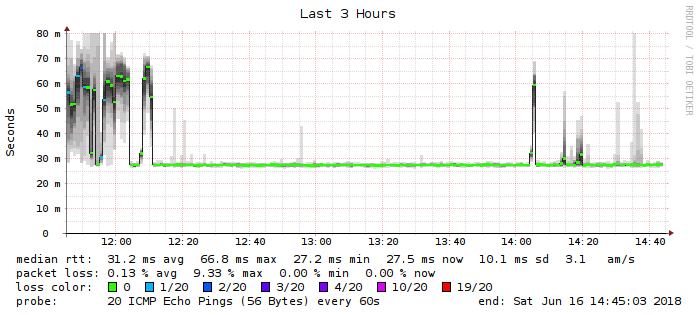 Last 3 Hours
RRDTOOL / TOBI OETIKER
Seconds
80 m
70 m
60 m
50 m
40 m
30 m
20 m
10 m
0
12:00 12:20 12:40 13:00 13:20 13:40 14:00 14:20 14:40
median rtt: 31.2 ms avg 66.8 ms max 27.2 ms min 27.5 ms now 10.1 ms sd 3.1 am/s
packet loss: 0.13 % avg 9.33 % max 0.00 % min 0.00 % now
loss color: 0 1/20 2/20 3/20 4/20 10/20 19/20
probe: 20 ICMP Echo Pings (56 Bytes) every 60s end: Sat Jun 16 14:45:03 2018